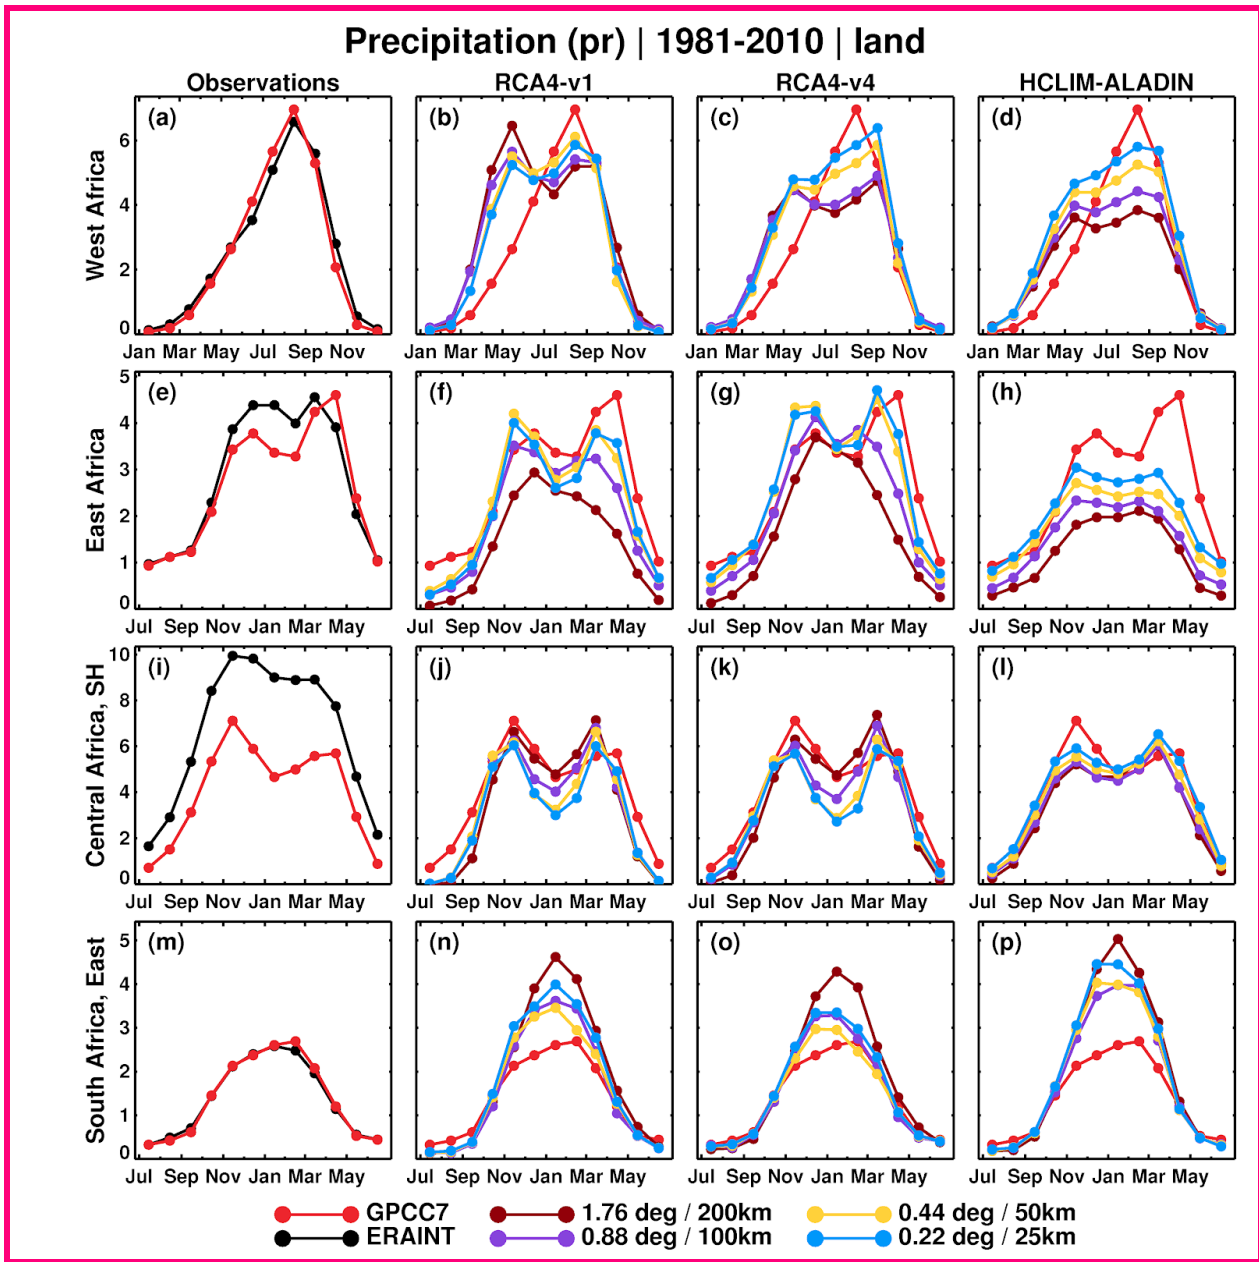 Precipitation (pr) | 1981-2010 | land
Observations RCA4-v1 RCA4-v4 HCLIM-ALADIN
West Africa
(a) (b) (c) (d)
6
4
2
0
Jan Mar May Jul Sep Nov Jan Mar May Jul Sep Nov Jan Mar May Jul Sep Nov Jan Mar May Jul Sep Nov
East Africa
5
(e) (f) (g) (h)
4
3
2
1
0
Jul Sep Nov Jan Mar May Jul Sep Nov Jan Mar May Jul Sep Nov Jan Mar May Jul Sep Nov Jan Mar May
Central Africa, SH
10
(i) (j) (k) (l)
8
6
4
2
0
Jul Sep Nov Jan Mar May Jul Sep Nov Jan Mar May Jul Sep Nov Jan Mar May Jul Sep Nov Jan Mar May
South Africa, East
(m) (n) (o) (p)
5
4
3
2
1
0
Jul Sep Nov Jan Mar May Jul Sep Nov Jan Mar May Jul Sep Nov Jan Mar May Jul Sep Nov Jan Mar May
GPCC7 1.76 deg / 200km 0.44 deg / 50km
ERAINT 0.88 deg / 100km 0.22 deg / 25km